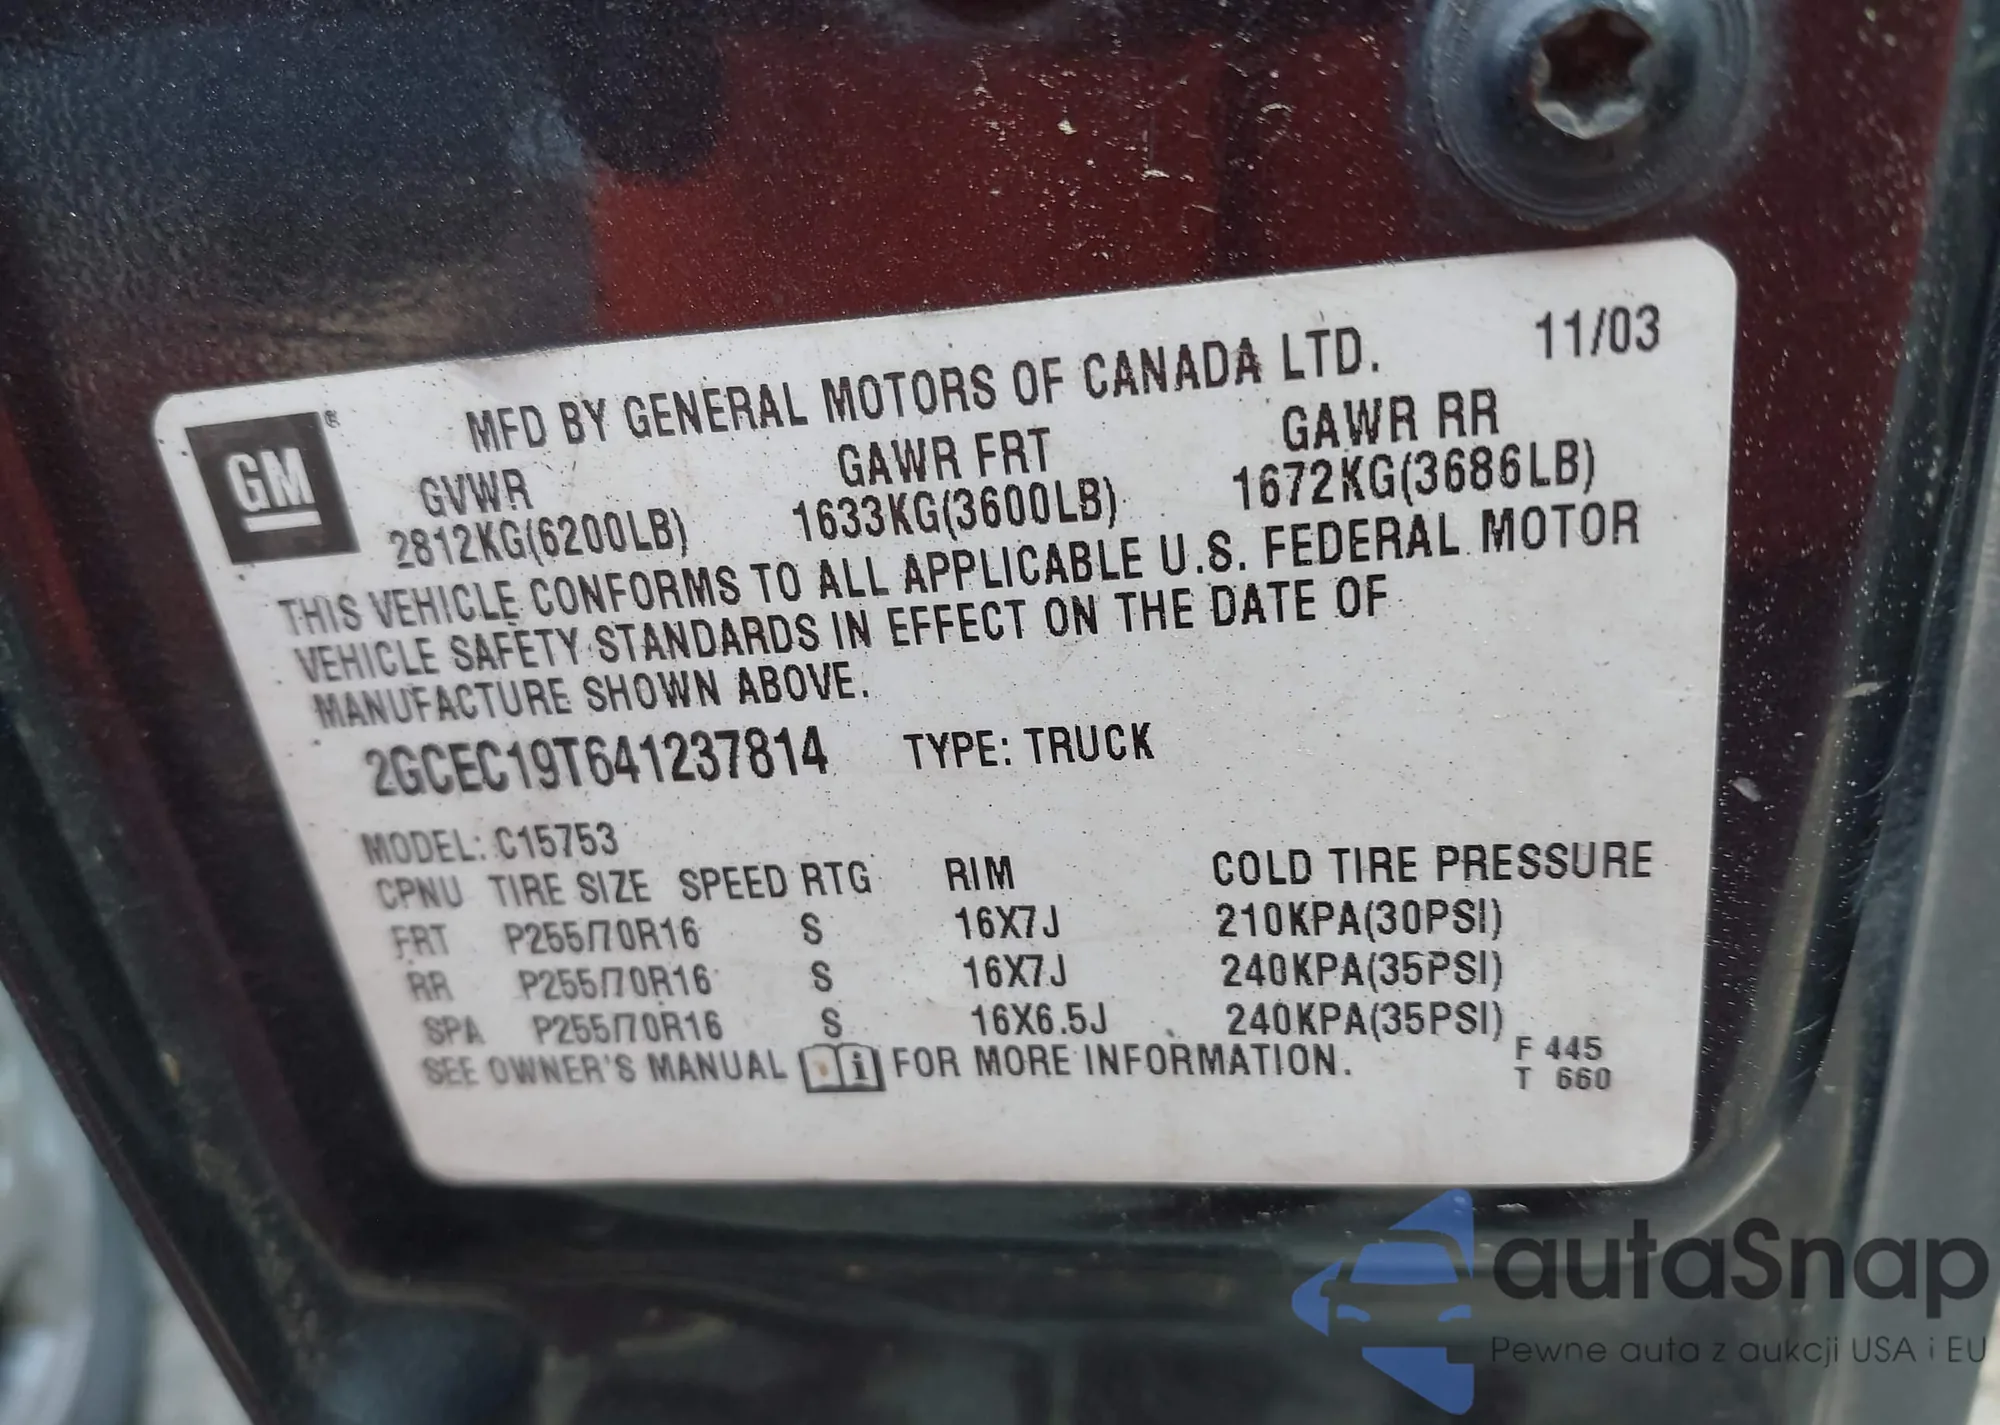 MFD BY GENERAL MOTORS OF CANADA LTD. 11/03
GM®
GVWR GAWR FRT GAWR RR
2812KG(6200LB) 1633KG(3600LB) 1672KG(3686LB)
THIS VEHICLE CONFORMS TO ALL APPLICABLE U.S. FEDERAL MOTOR
VEHICLE SAFETY STANDARDS IN EFFECT ON THE DATE OF
MANUFACTURE SHOWN ABOVE.
2GCEC19T641237814 TYPE: TRUCK
MODEL: C15753
CPNU TIRE SIZE SPEED RTG RIM COLD TIRE PRESSURE
FRT P255/70R16 S 16X7J 210KPA(30PSI)
RR P255/70R16 S 16X7J 240KPA(35PSI)
SPA P255/70R16 S 16X6.5J 240KPA(35PSI)
SEE OWNER'S MANUAL i FOR MORE INFORMATION.
F 445
T 660
autaSnap
Pewne auta z aukcji USA i EU